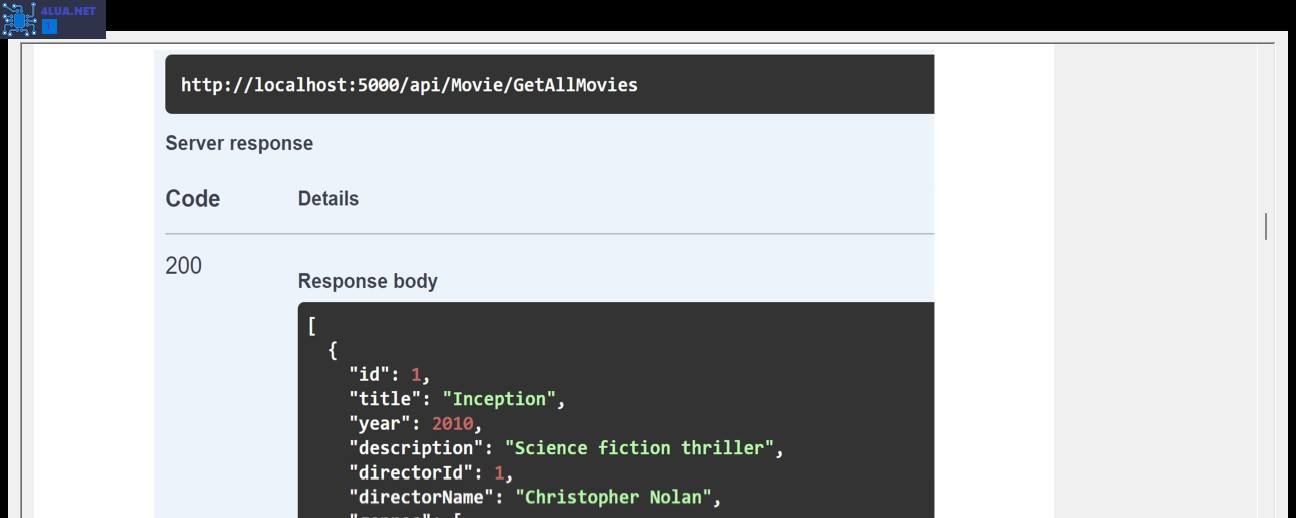 4LUA.NET
http://localhost:5000/api/Movie/GetAllMovies
Server response
Code Details
200
Response body
[
{
"id": 1,
"title": "Inception",
"year": 2010,
"description": "Science fiction thriller",
"directorId": 1,
"directorName": "Christopher Nolan",